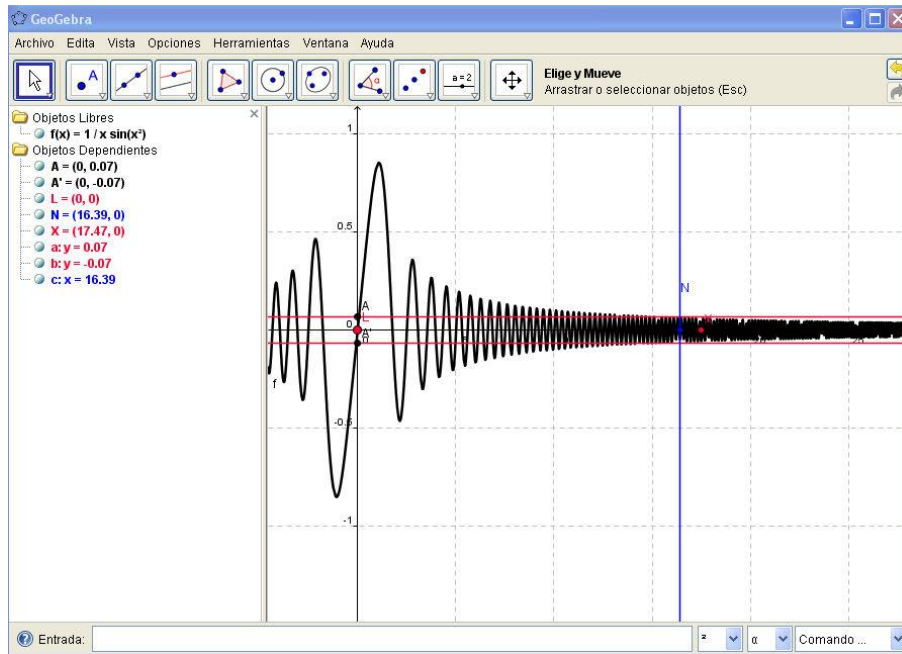 GeoGebra
Archivo Edita Vista Opciones Herramientas Ventana Ayuda
A
α
a=2
Elige y Mueve
Arrastrar o seleccionar objetos (Esc)
Objetos Libres
f(x) = 1 / x sin(x²)
Objetos Dependientes
A = (0, 0.07)
A' = (0, -0.07)
L = (0, 0)
N = (16.39, 0)
X = (17.47, 0)
a: y = 0.07
b: y = -0.07
c: x = 16.39
1
0.5
0
-0.5
-1
A
L
A'
f
N
Entrada:
²
α
Comando ...